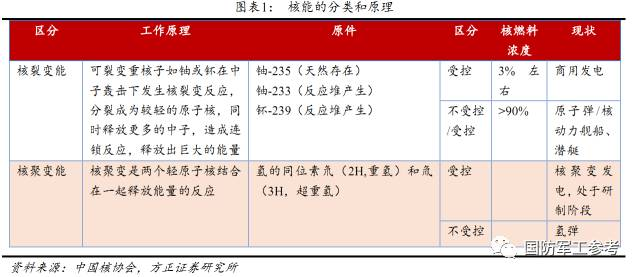 图表1： 核能的分类和原理
区分 工作原理 原件 区分 核燃料浓度 现状
核裂变能
可裂变重核子如铀或钚在中
子轰击下发生核裂变反应，
分裂成为较轻的原子核，同
时释放更多的中子，造成连
锁反应，释放出巨大的能量
铀-235（天然存在）
铀-233（反应堆产生）
钚-239（反应堆产生）
受控
3% 左
右
商用发电
不受控
/受控
>90%
原子弹/核
动力舰船、
潜艇
核聚变能
核聚变是两个轻原子核结合
在一起释放能量的反应
氢的同位素氘（2H,重氢）和氚
（3H，超重氢）
受控
核聚变发
电,处于研
制阶段
不受控
氢弹
国防军工参考
资料来源：中国核协会，方正证券研究所